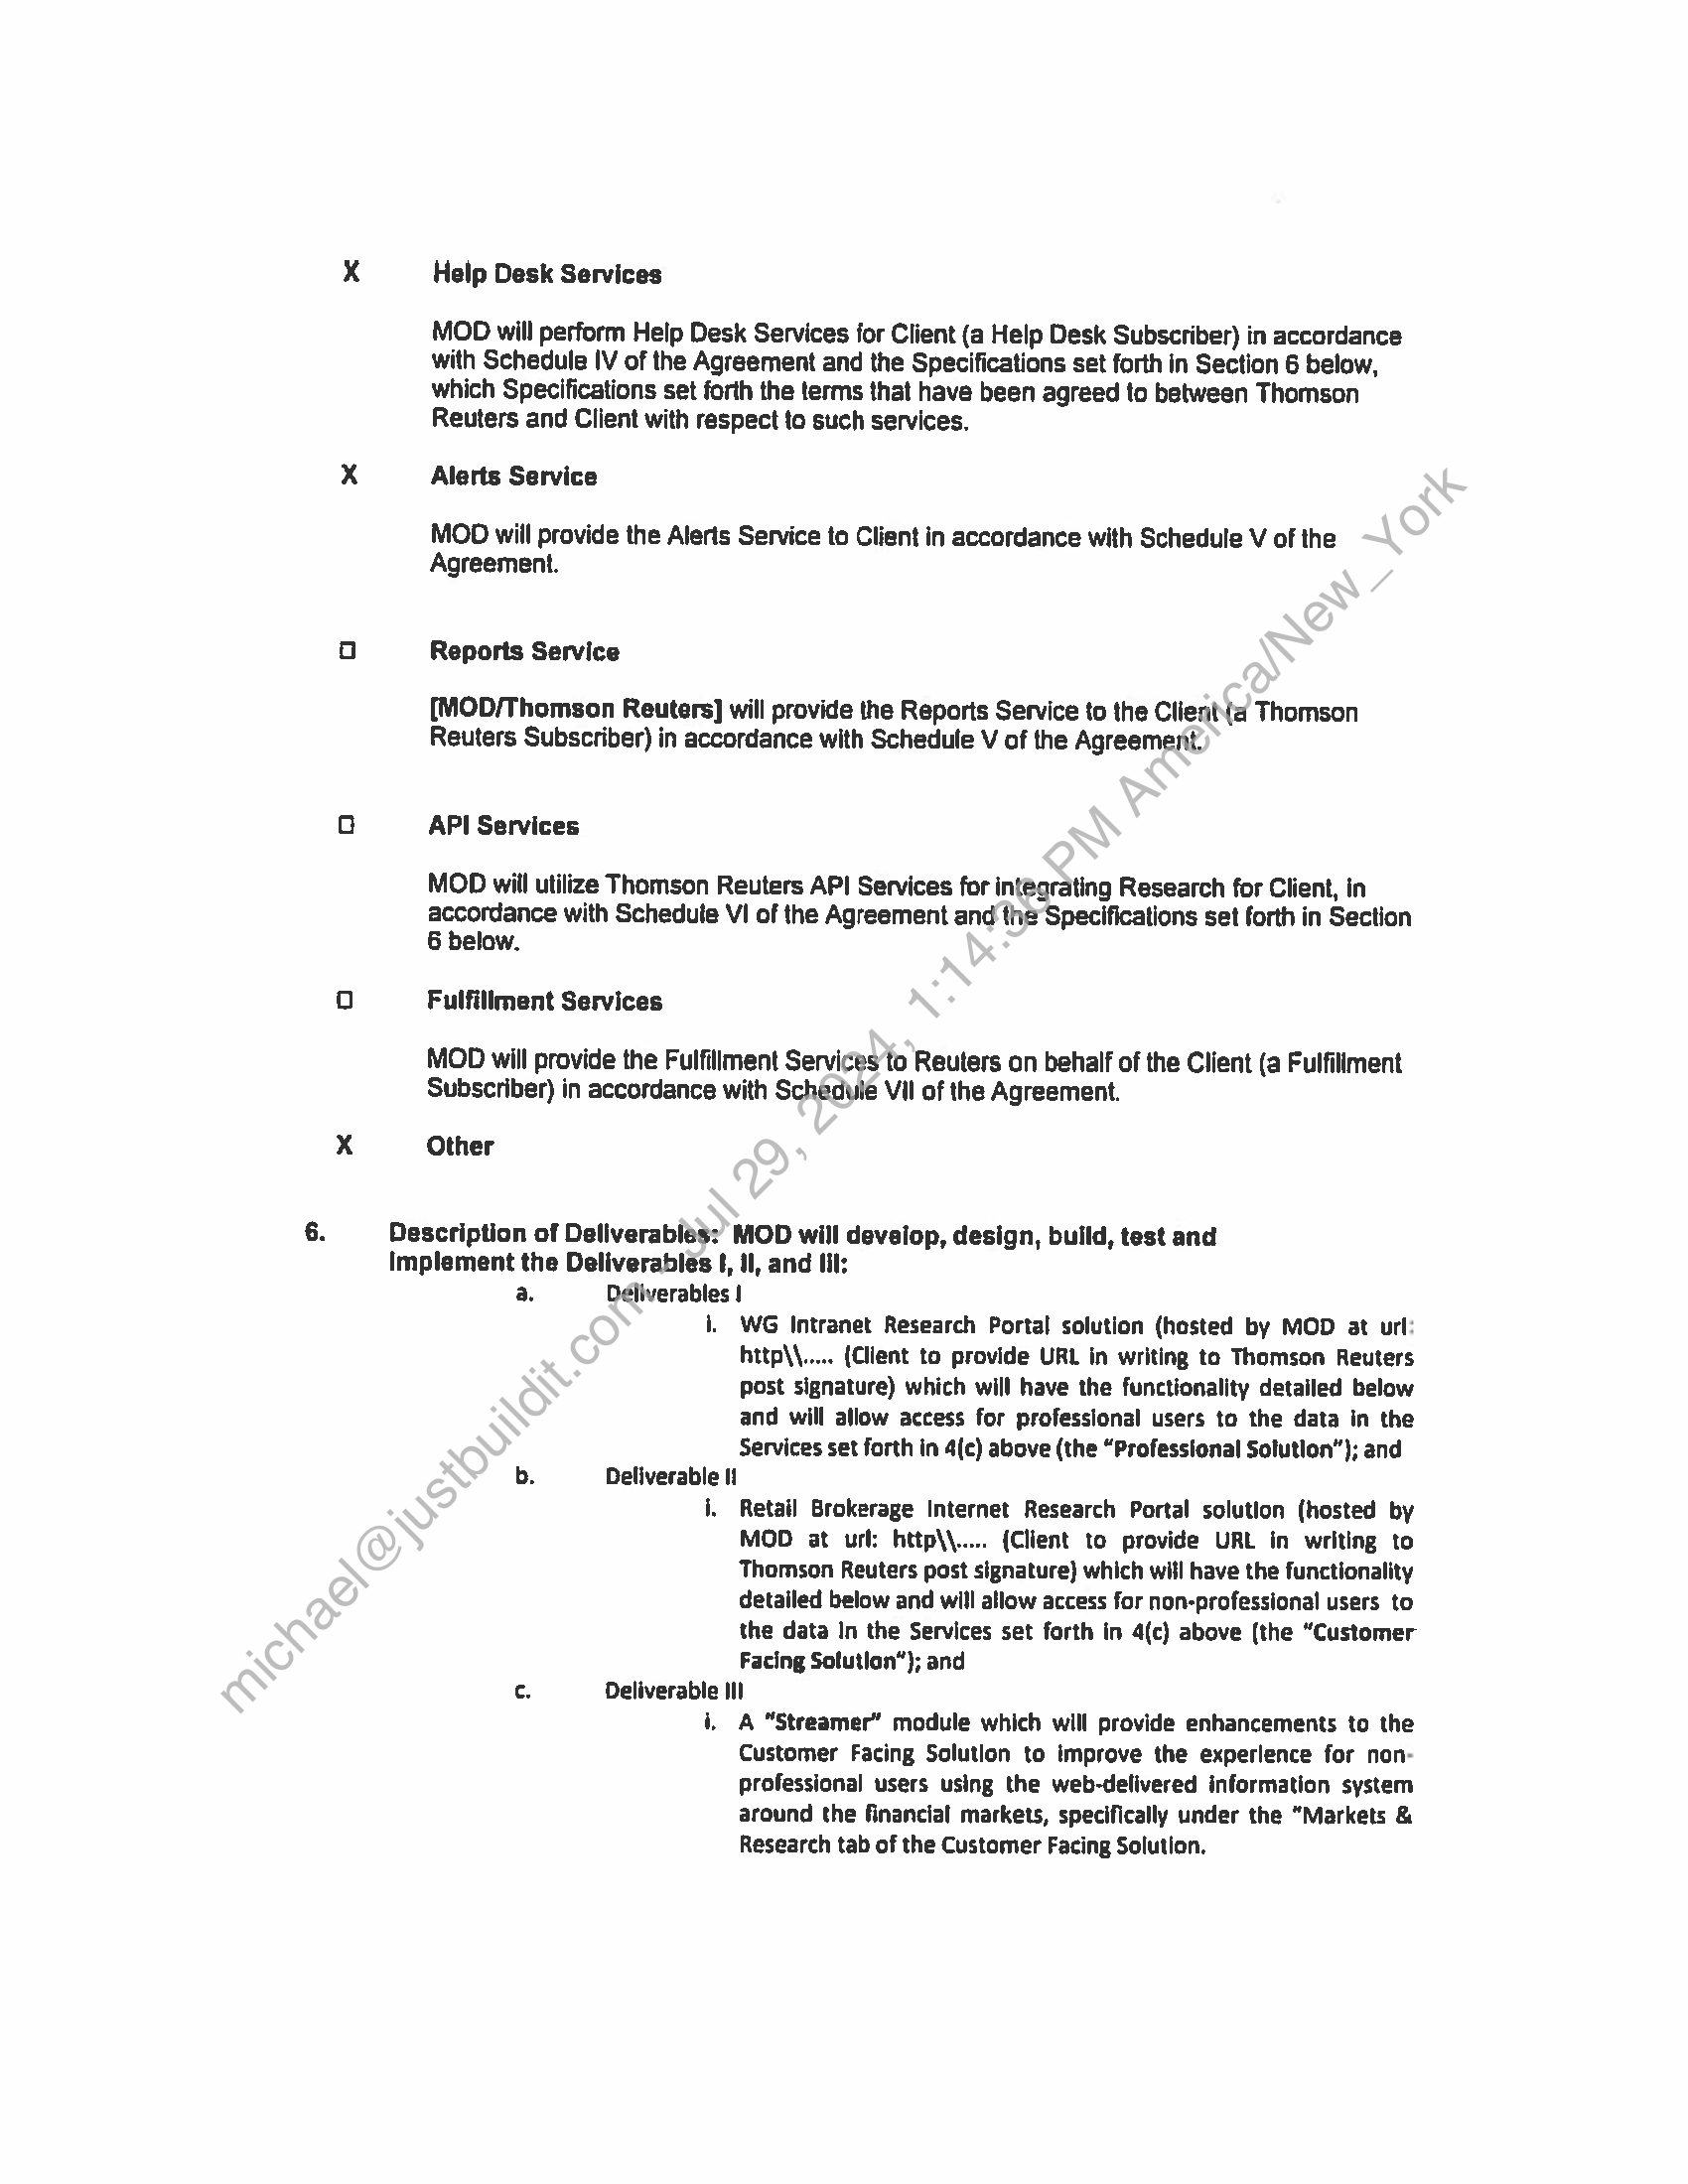 X Help Desk Services
MOD will perform Help Desk Services for Client (a Help Desk Subscriber) in accordance
with Schedule IV of the Agreement and the Specifications set forth in Section 6 below,
which Specifications set forth the terms that have been agreed to between Thomson
Reuters and Client with respect to such services.
X Alerts Service
MOD will provide the Alerts Service to Client in accordance with Schedule V of the
Agreement.
☐ Reports Service
[MOD/Thomson Reuters] will provide the Reports Service to the Client (a Thomson
Reuters Subscriber) in accordance with Schedule V of the Agreement.
☐ API Services
MOD will utilize Thomson Reuters API Services for integrating Research for Client, in
accordance with Schedule VI of the Agreement and the Specifications set forth in Section
6 below.
☐ Fulfillment Services
MOD will provide the Fulfillment Services to Reuters on behalf of the Client (a Fulfillment
Subscriber) in accordance with Schedule VII of the Agreement.
X Other
6. Description of Deliverables: MOD will develop, design, build, test and
implement the Deliverables I, II, and III:
a. Deliverables I
i. WG Intranet Research Portal solution (hosted by MOD at url:
http\\..... (Client to provide URL in writing to Thomson Reuters
post signature) which will have the functionality detailed below
and will allow access for professional users to the data in the
Services set forth in 4(c) above (the "Professional Solution"); and
b. Deliverable II
i. Retail Brokerage Internet Research Portal solution (hosted by
MOD at url: http\\..... (Client to provide URL in writing to
Thomson Reuters post signature) which will have the functionality
detailed below and will allow access for non-professional users to
the data in the Services set forth in 4(c) above (the "Customer
Facing Solution"); and
c. Deliverable III
i. A "Streamer" module which will provide enhancements to the
Customer Facing Solution to improve the experience for non-
professional users using the web-delivered information system
around the financial markets, specifically under the "Markets &
Research tab of the Customer Facing Solution.
michael@justbuildit.com - Jul 29, 2024, 1:14:36 PM America/New_York